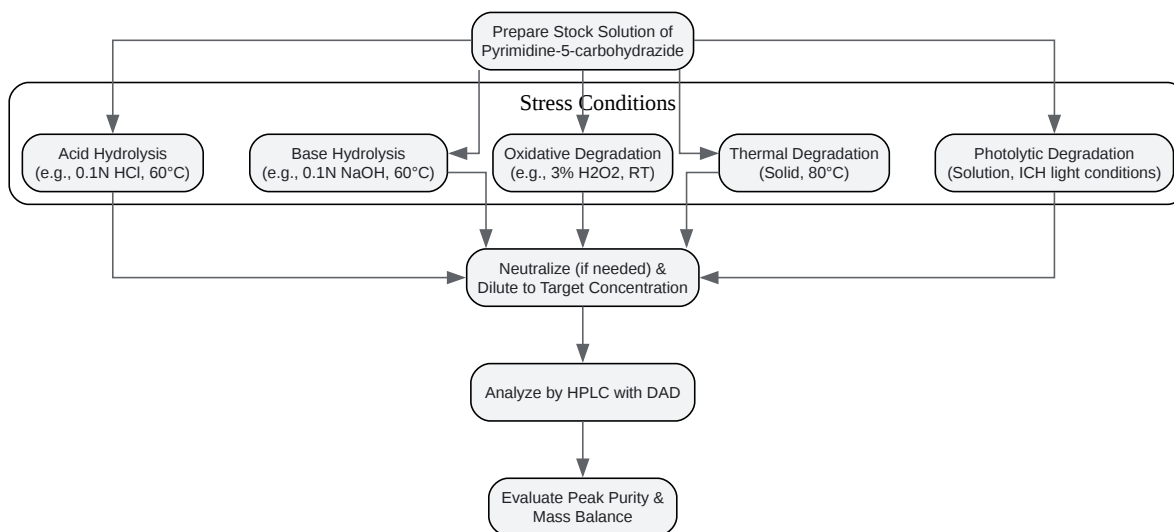 Prepare Stock Solution of
Pyrimidine-5-carbohydrazide
Stress Conditions
Acid Hydrolysis
(e.g., 0.1N HCl, 60°C)
Base Hydrolysis
(e.g., 0.1N NaOH, 60°C)
Oxidative Degradation
(e.g., 3% H2O2, RT)
Thermal Degradation
(Solid, 80°C)
Photolytic Degradation
(Solution, ICH light conditions)
Neutralize (if needed) &
Dilute to Target Concentration
Analyze by HPLC with DAD
Evaluate Peak Purity &
Mass Balance